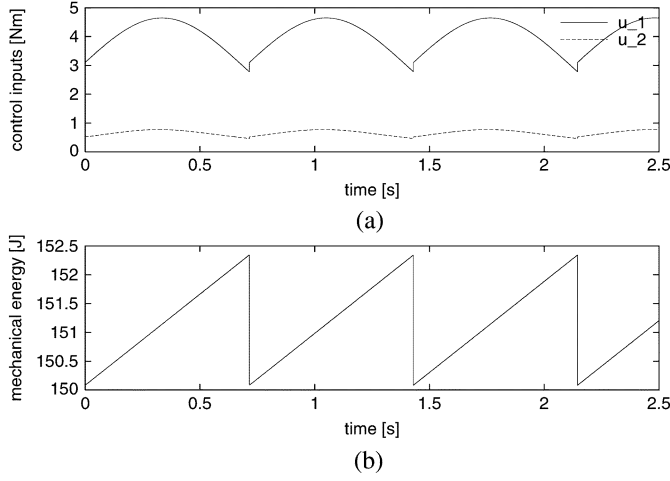 control inputs [Nm]
5
4
3
2
1
0
u_1
u_2
0 0.5 1 1.5 2 2.5
time [s]
(a)
mechanical energy [J]
152.5
152
151.5
151
150.5
150
0 0.5 1 1.5 2 2.5
time [s]
(b)